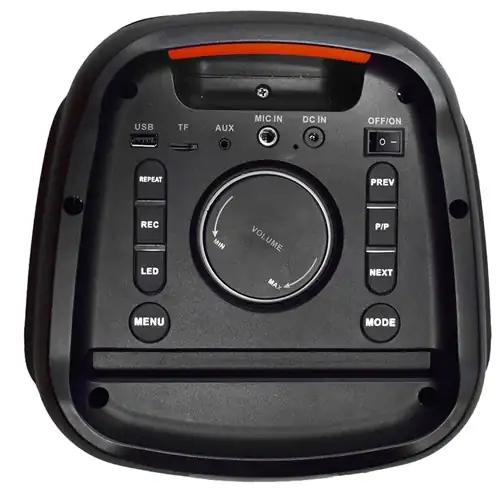 USB TF AUX MIC IN DC IN OFF/ON
REPEAT
REC
LED
MENU
VOLUME
MIN
MAX
PREV
P/P
NEXT
MODE